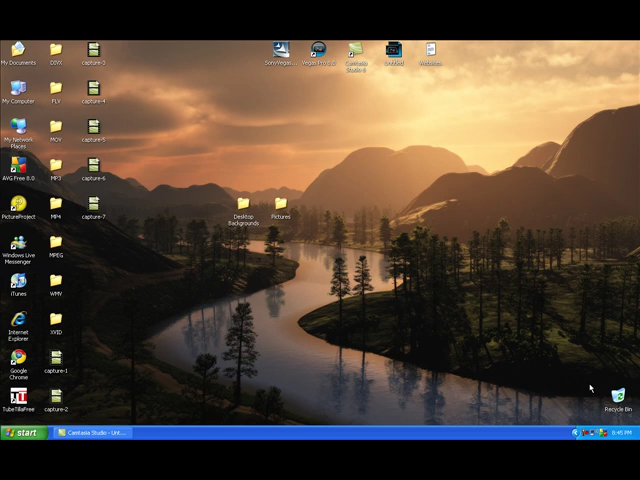 My Documents
DIVX
capture-3
SonyVegas...
Vegas Pro 8.0
Camtasia
Studio 6
Untitled
Websites
My Computer
FLV
capture-4
My Network
Places
MOV
capture-5
AVG Free 8.0
MP3
capture-6
PictureProject
MP4
capture-7
Desktop
Backgrounds
Pictures
Windows Live
Messenger
MPEG
iTunes
WMV
Internet
Explorer
XVID
Google
Chrome
capture-1
TubeTillaFree
capture-2
Recycle Bin
start
Camtasia Studio - Unt...
8:45 PM